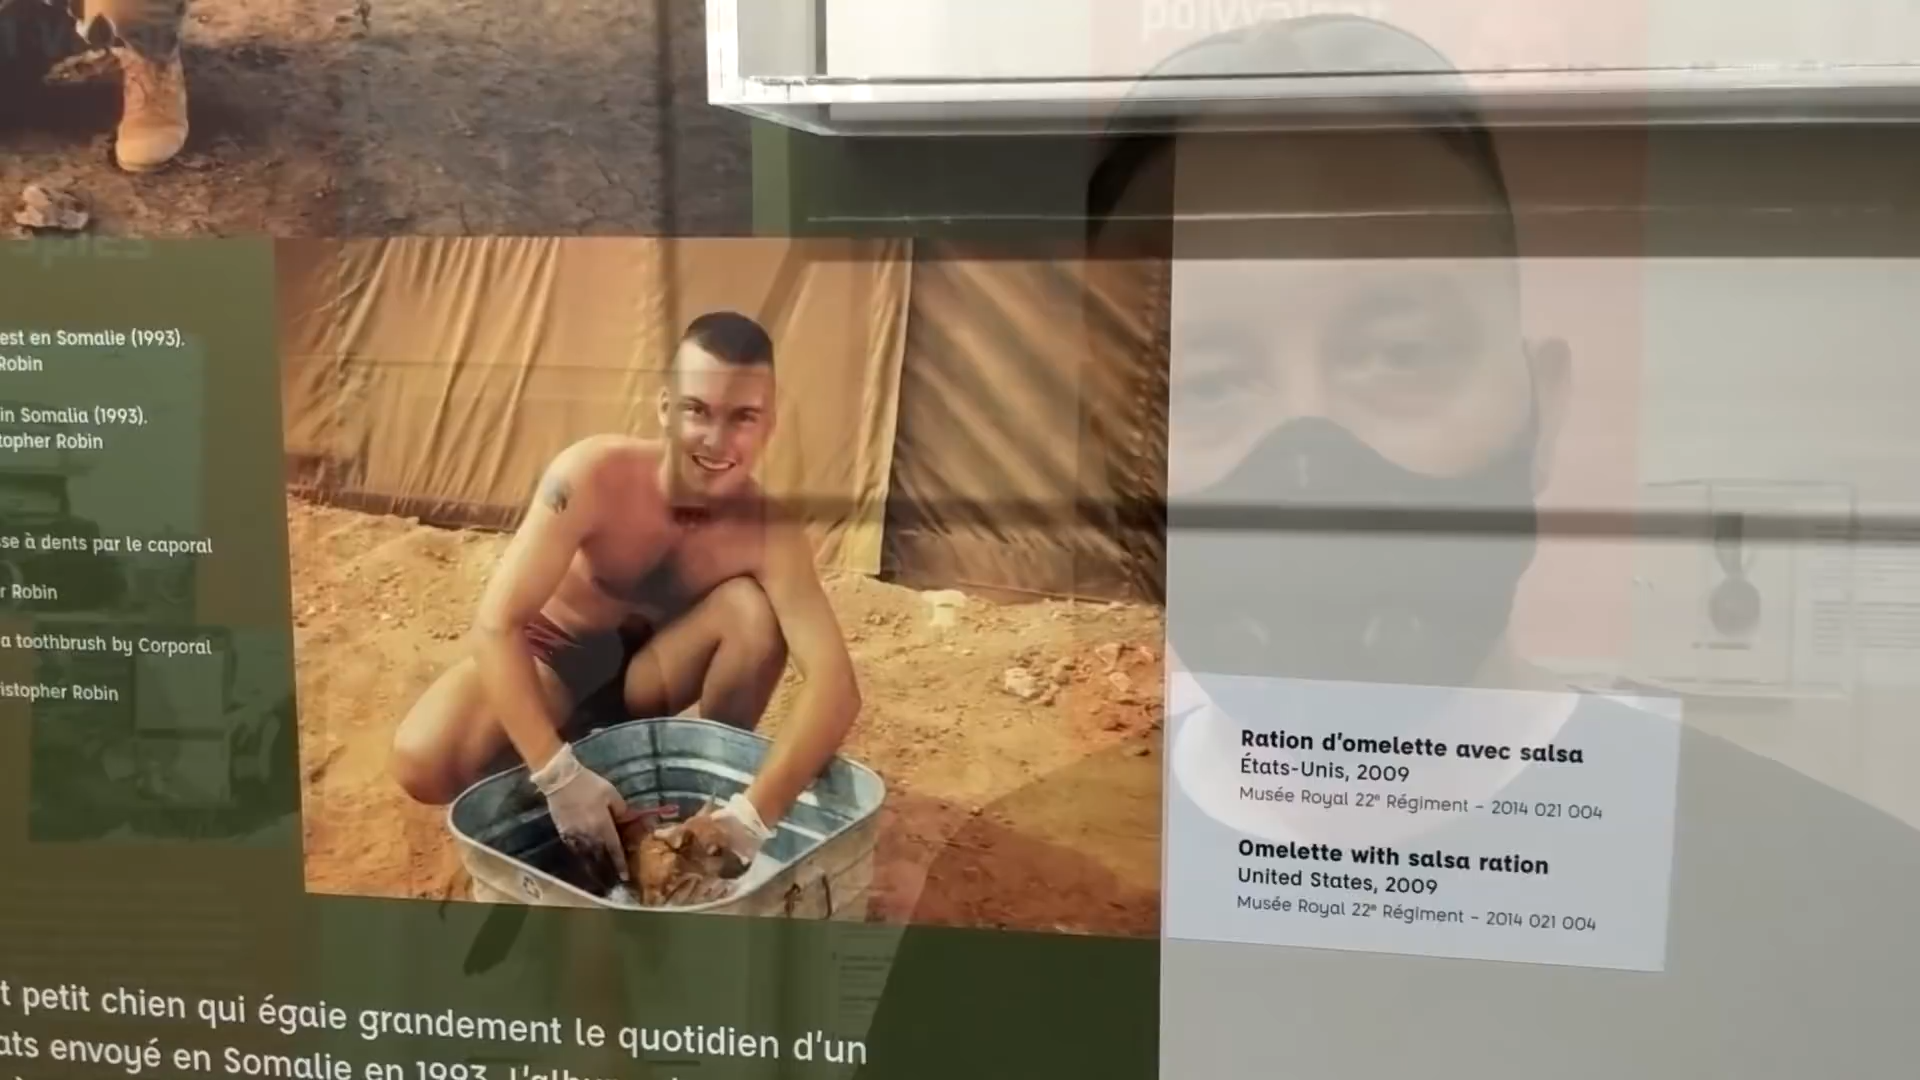 polyvalent
est en Somalie (1993).
Robin
in Somalia (1993).
topher Robin
se à dents par le caporal
r Robin
a toothbrush by Corporal
istopher Robin
Ration d'omelette avec salsa
États-Unis, 2009
Musée Royal 22ᵉ Régiment - 2014 021 004
Omelette with salsa ration
United States, 2009
Musée Royal 22ᵉ Régiment - 2014 021 004
t petit chien qui égaie grandement le quotidien d'un
ats envoyé en Somalie en 1993. L'alb